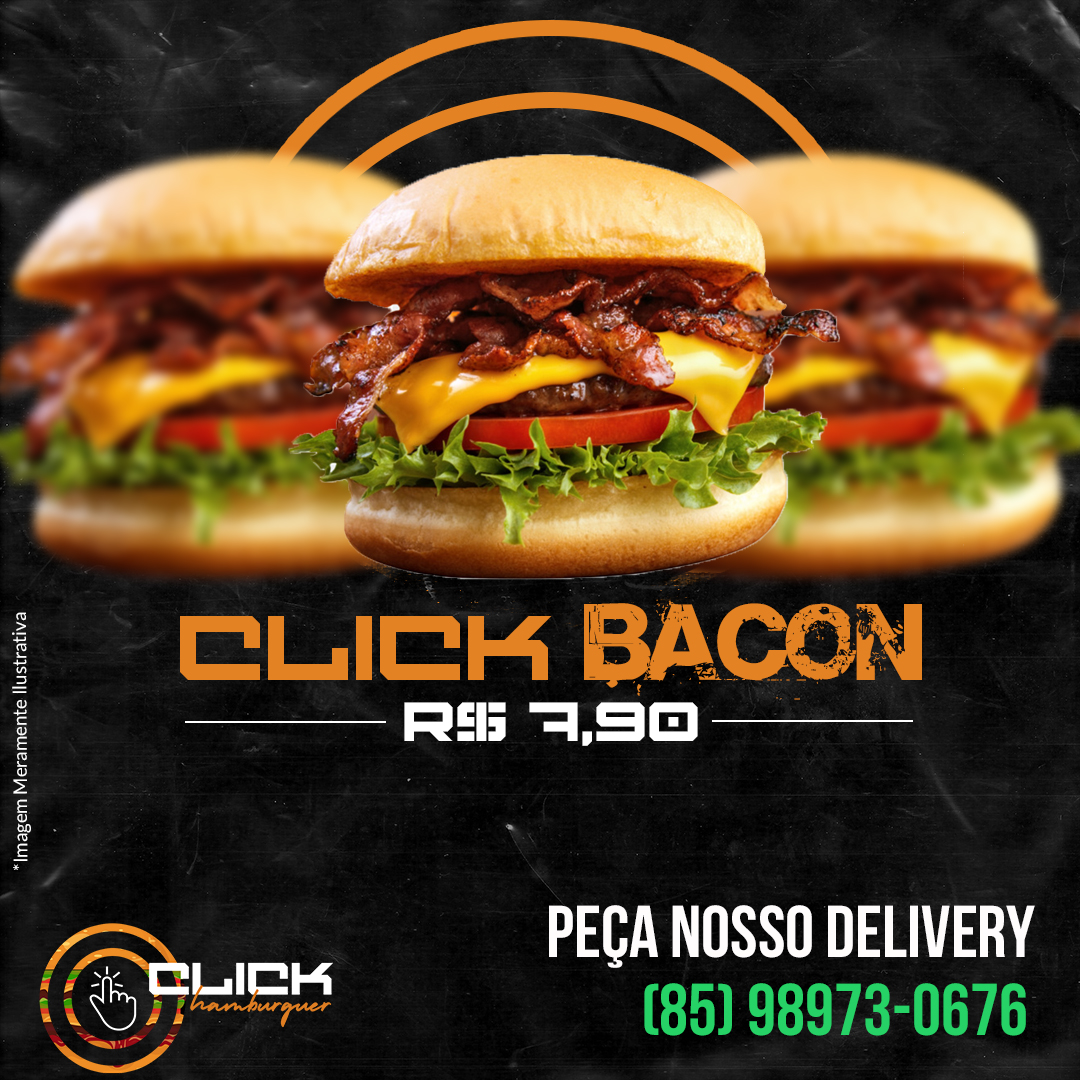 CLICK BACON
R$ 7,90
*Imagem Meramente Ilustrativa
PEÇA NOSSO DELIVERY
(85) 98973-0676
CLICK
hamburguer